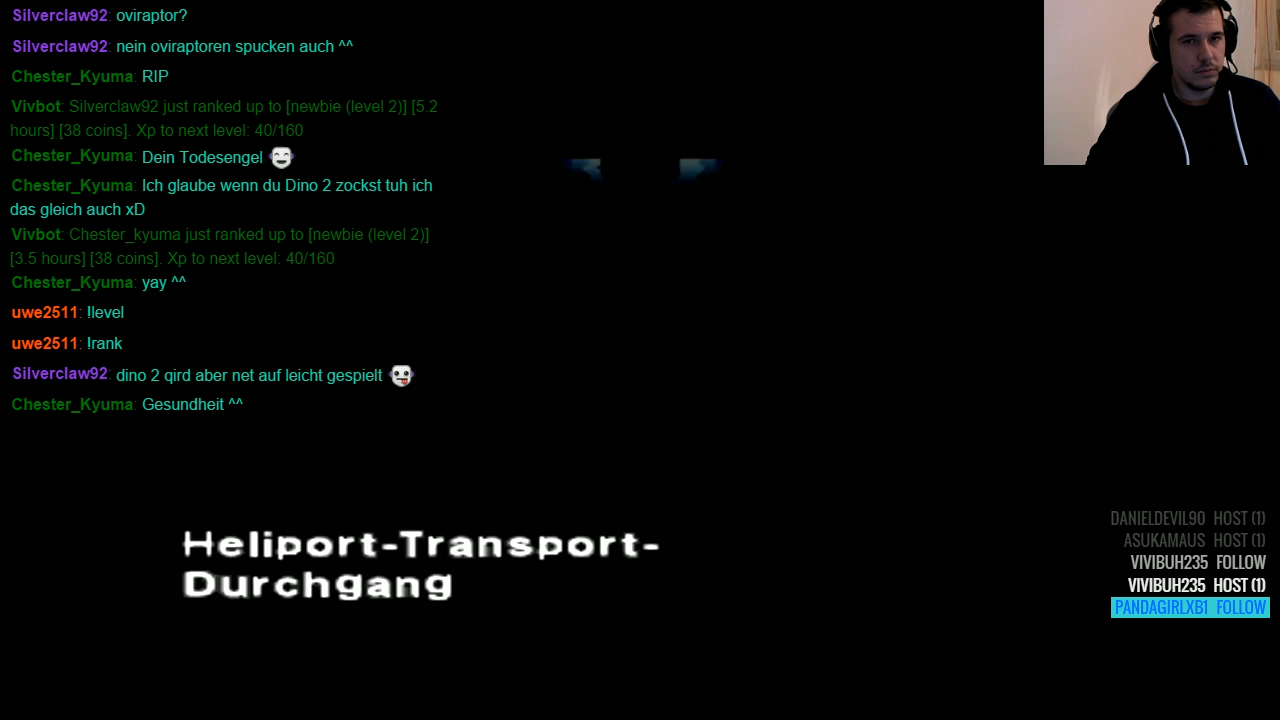 Silverclaw92: oviraptor?
Silverclaw92: nein oviraptoren spucken auch ^^
Chester_Kyuma: RIP
Vivbot: Silverclaw92 just ranked up to [newbie (level 2)] [5.2
hours] [38 coins]. Xp to next level: 40/160
Chester_Kyuma: Dein Todesengel
Chester_Kyuma: Ich glaube wenn du Dino 2 zockst tuh ich
das gleich auch xD
Vivbot: Chester_kyuma just ranked up to [newbie (level 2)]
[3.5 hours] [38 coins]. Xp to next level: 40/160
Chester_Kyuma: yay ^^
uwe2511: !level
uwe2511: !rank
Silverclaw92: dino 2 qird aber net auf leicht gespielt
Chester_Kyuma: Gesundheit ^^
Heliport-Transport-
Durchgang
DANIELDEVIL90 HOST (1)
ASUKAMAUS HOST (1)
VIVIBUH235 FOLLOW
VIVIBUH235 HOST (1)
PANDAGIRLXB1 FOLLOW